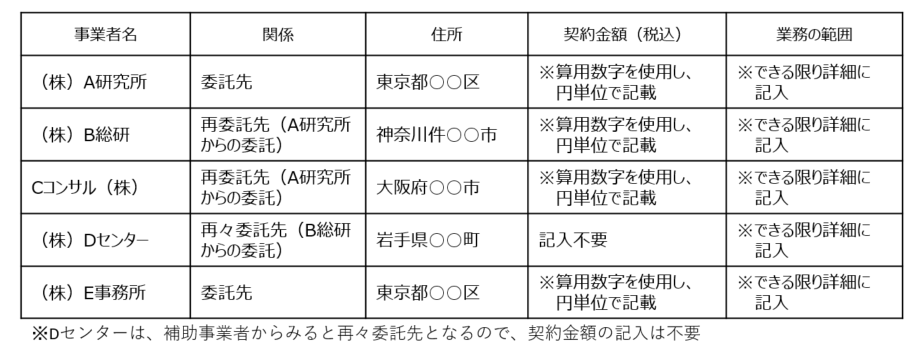 事業者名 関係 住所 契約金額（税込） 業務の範囲
（株）A研究所 委託先 東京都○○区 ※算用数字を使用し、円単位で記載 ※できる限り詳細に記入
（株）B総研 再委託先（A研究所からの委託） 神奈川件○○市 ※算用数字を使用し、円単位で記載 ※できる限り詳細に記入
Cコンサル（株） 再委託先（A研究所からの委託） 大阪府○○市 ※算用数字を使用し、円単位で記載 ※できる限り詳細に記入
（株）Dセンター 再々委託先（B総研からの委託） 岩手県○○町 記入不要 ※できる限り詳細に記入
（株）E事務所 委託先 東京都○○区 ※算用数字を使用し、円単位で記載 ※できる限り詳細に記入
※Dセンターは、補助事業者からみると再々委託先となるので、契約金額の記入は不要